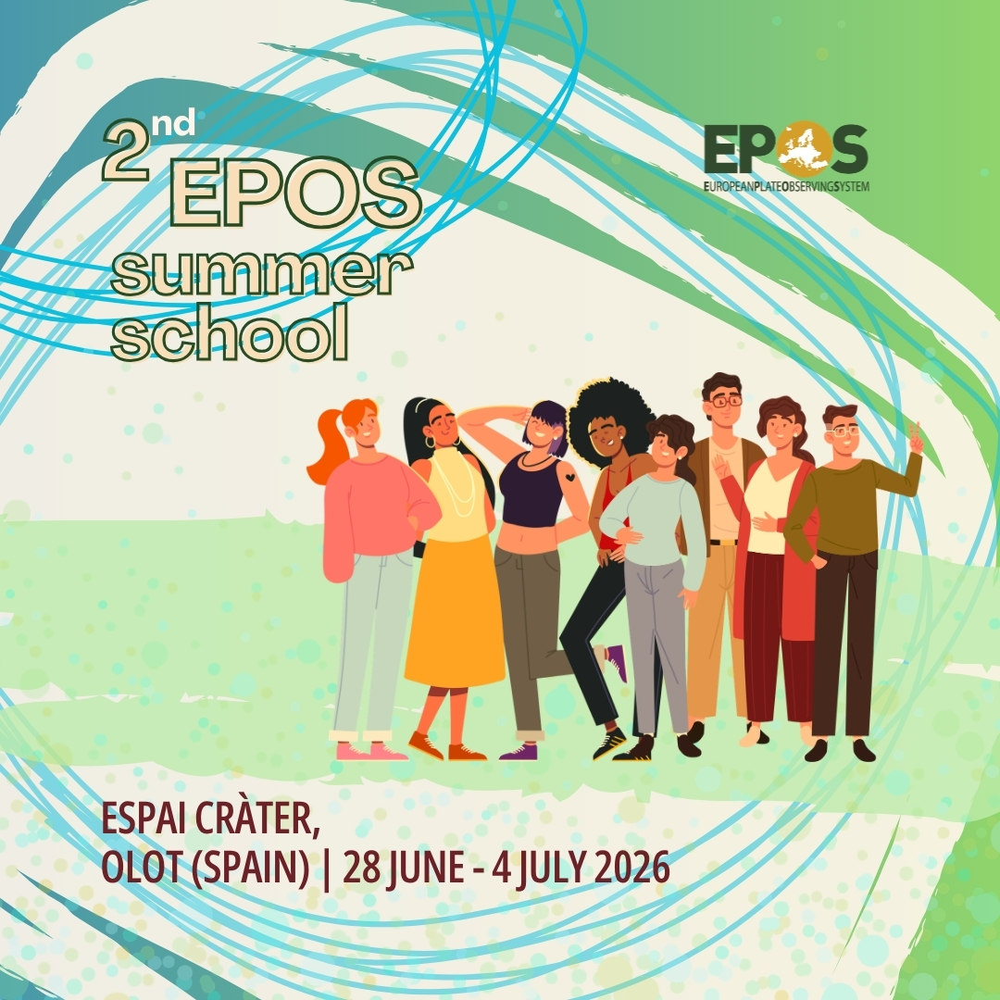 2nd
EPOS
summer
school
EPOS
EUROPEANPLATEOBSERVINGSYSTEM
ESPAI CRÀTER,
OLOT (SPAIN) | 28 JUNE - 4 JULY 2026